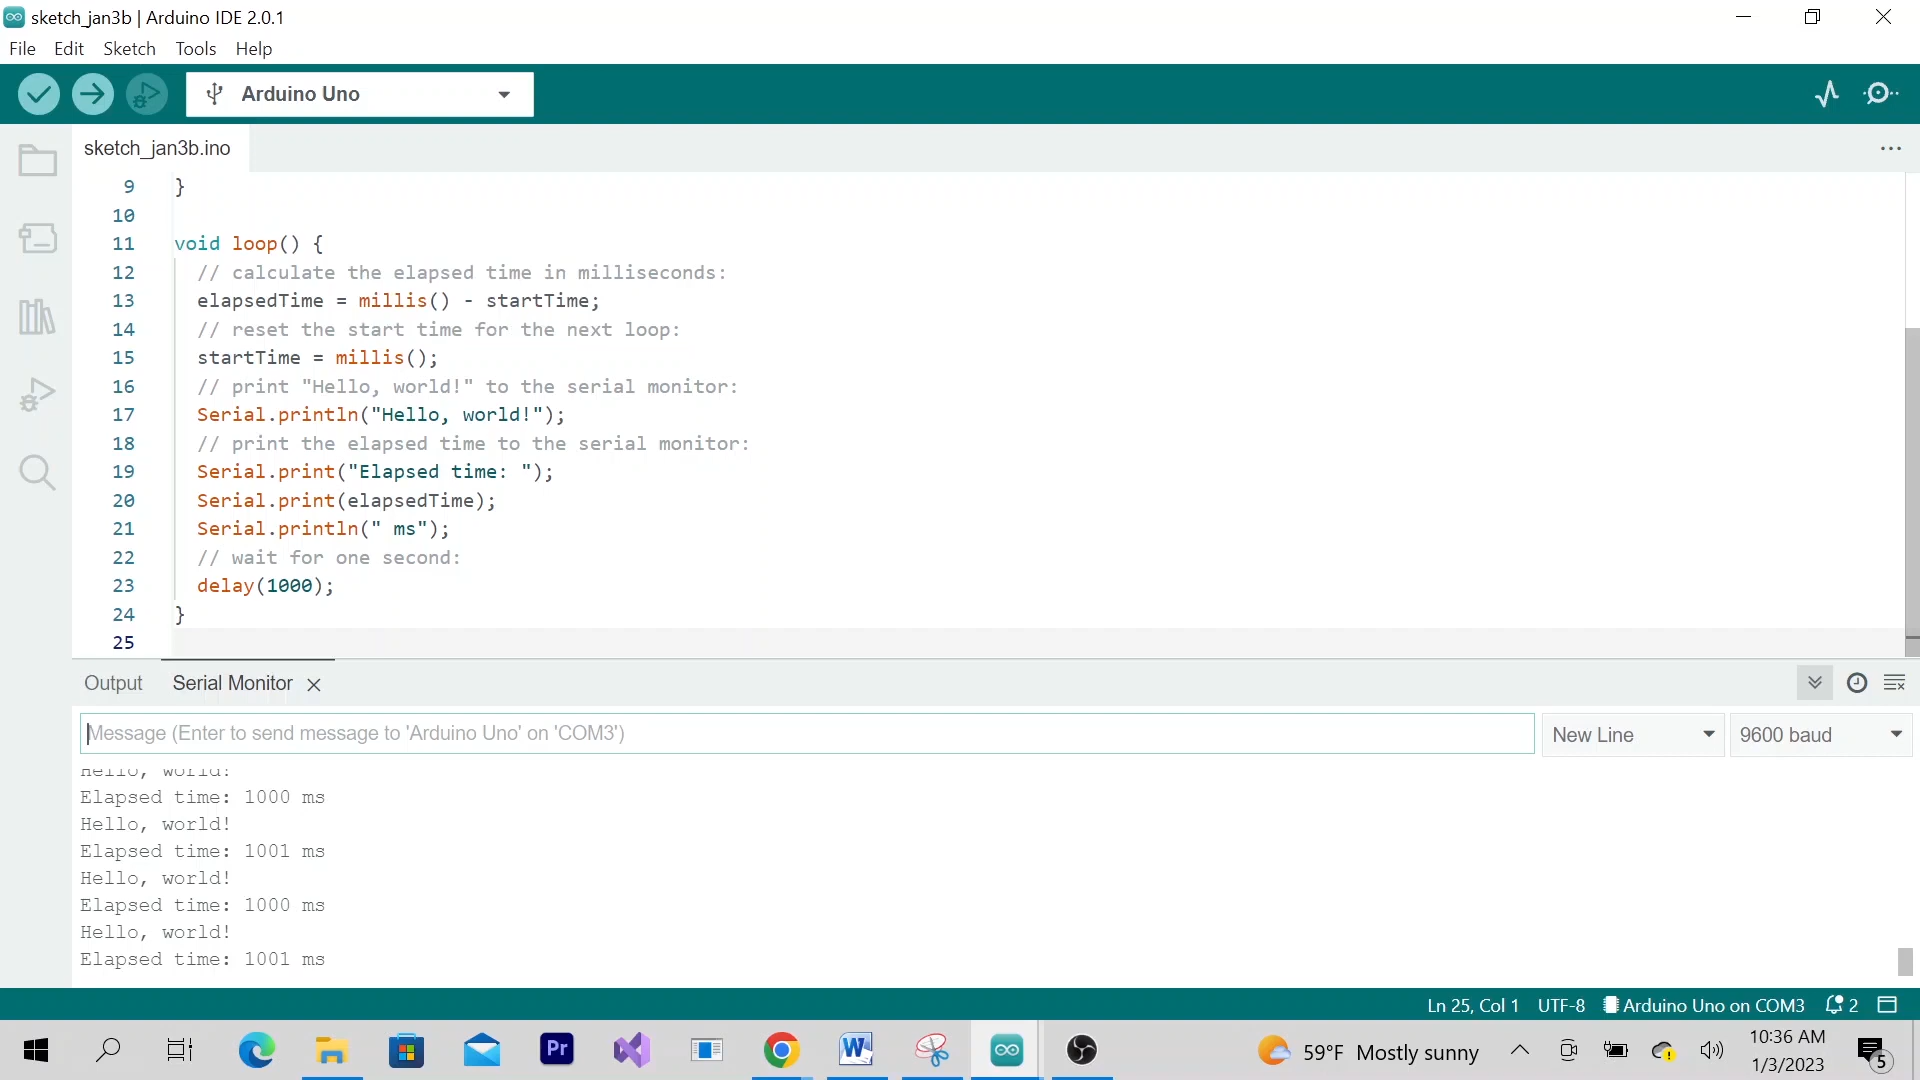 sketch_jan3b | Arduino IDE 2.0.1
File Edit Sketch Tools Help
Arduino Uno
sketch_jan3b.ino
9 }
10
11 void loop() {
12 // calculate the elapsed time in milliseconds:
13 elapsedTime = millis() - startTime;
14 // reset the start time for the next loop:
15 startTime = millis();
16 // print "Hello, world!" to the serial monitor:
17 Serial.println("Hello, world!");
18 // print the elapsed time to the serial monitor:
19 Serial.print("Elapsed time: ");
20 Serial.print(elapsedTime);
21 Serial.println(" ms");
22 // wait for one second:
23 delay(1000);
24 }
25
Output Serial Monitor
Message (Enter to send message to 'Arduino Uno' on 'COM3') New Line 9600 baud
Hello, world!
Elapsed time: 1000 ms
Hello, world!
Elapsed time: 1001 ms
Hello, world!
Elapsed time: 1000 ms
Hello, world!
Elapsed time: 1001 ms
Ln 25, Col 1 UTF-8 Arduino Uno on COM3 2
Pr W 59°F Mostly sunny 10:36 AM
1/3/2023 5